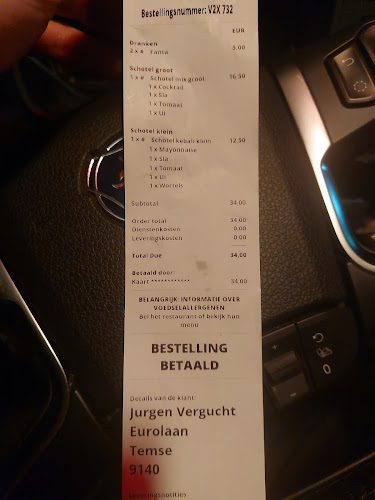 Bestellingsnummer: V2X 732
EUR
Dranken
2 x # Fanta 5.00
Schotel groot
1 x # Schotel mix groot 16.50
1 x Cocktail
1 x Sla
1 x Tomaat
1 x Ui
Schotel klein
1 x # Schotel kebab klein 12.50
1 x Mayonnaise
1 x Sla
1 x Tomaat
1 x Ui
1 x Wortels
Subtotal 34.00
Order total 34.00
Dienstenkosten 0.00
Leveringskosten 0.00
Total Due 34,00
Betaald door
Kaart ************ 34.00
BELANGRIJK: INFORMATIE OVER
VOEDSELALLERGENEN
Bel het restaurant of bekijk hun
menu
BESTELLING
BETAALD
Details van de klant:
Jurgen Vergucht
Eurolaan
Temse
9140
Leveringsnotities